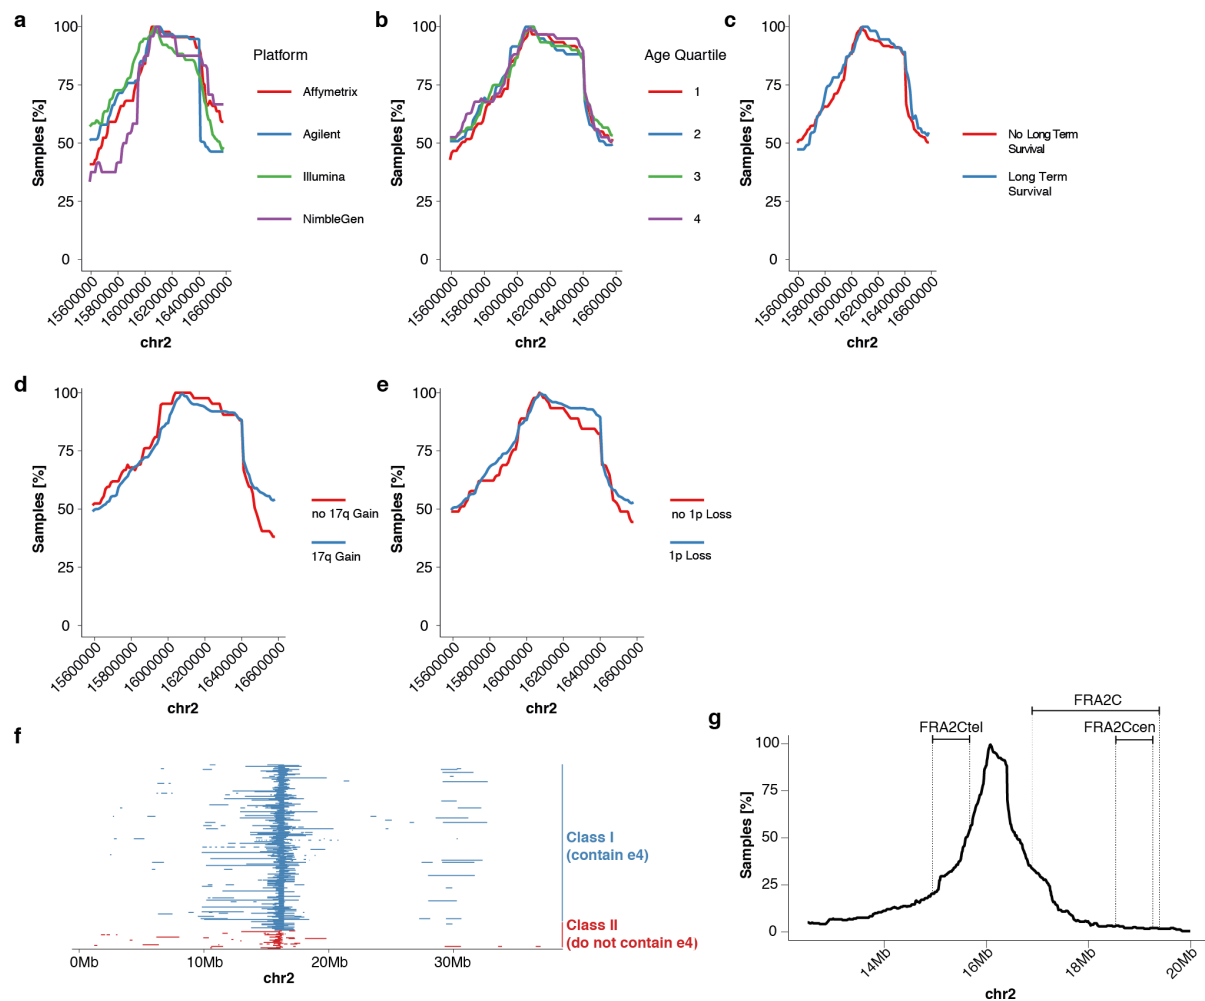 a
Samples [%]
100
75
50
25
0
15600000
15800000
16000000
16200000
16400000
16600000
chr2
Platform
Affymetrix
Agilent
Illumina
NimbleGen
b
Samples [%]
100
75
50
25
0
15600000
15800000
16000000
16200000
16400000
16600000
chr2
Age Quartile
1
2
3
4
c
Samples [%]
100
75
50
25
0
15600000
15800000
16000000
16200000
16400000
16600000
chr2
No Long Term
Survival
Long Term
Survival
d
Samples [%]
100
75
50
25
0
15600000
15800000
16000000
16200000
16400000
16600000
chr2
no 17q Gain
17q Gain
e
Samples [%]
100
75
50
25
0
15600000
15800000
16000000
16200000
16400000
16600000
chr2
no 1p Loss
1p Loss
f
Class I
(contain e4)
Class II
(do not contain e4)
0Mb
10Mb
20Mb
30Mb
chr2
g
FRA2C
FRA2Ctel
FRA2Ccen
Samples [%]
100
75
50
25
0
14Mb
16Mb
18Mb
20Mb
chr2